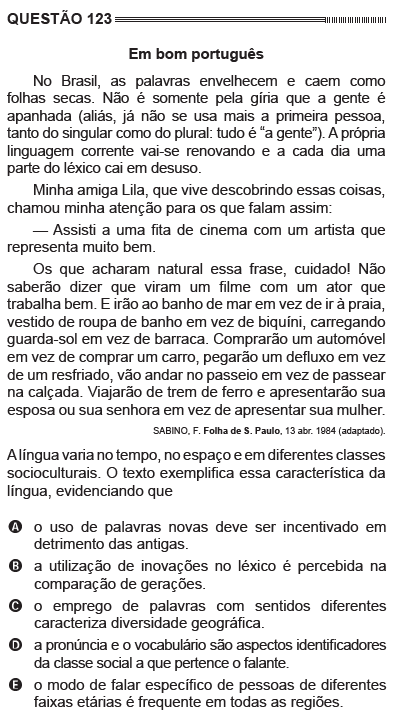 QUESTÃO 123
Em bom português
No Brasil, as palavras envelhecem e caem como
folhas secas. Não é somente pela gíria que a gente é
apanhada (aliás, já não se usa mais a primeira pessoa,
tanto do singular como do plural: tudo é “a gente”). A própria
linguagem corrente vai-se renovando e a cada dia uma
parte do léxico cai em desuso.
Minha amiga Lila, que vive descobrindo essas coisas,
chamou minha atenção para os que falam assim:
— Assisti a uma fita de cinema com um artista que
representa muito bem.
Os que acharam natural essa frase, cuidado! Não
saberão dizer que viram um filme com um ator que
trabalha bem. E irão ao banho de mar em vez de ir à praia,
vestido de roupa de banho em vez de biquíni, carregando
guarda-sol em vez de barraca. Comprarão um automóvel
em vez de comprar um carro, pegarão um defluxo em vez
de um resfriado, vão andar no passeio em vez de passear
na calçada. Viajarão de trem de ferro e apresentarão sua
esposa ou sua senhora em vez de apresentar sua mulher.
SABINO, F. Folha de S. Paulo, 13 abr. 1984 (adaptado).
A língua varia no tempo, no espaço e em diferentes classes
socioculturais. O texto exemplifica essa característica da
língua, evidenciando que
A o uso de palavras novas deve ser incentivado em
detrimento das antigas.
B a utilização de inovações no léxico é percebida na
comparação de gerações.
C o emprego de palavras com sentidos diferentes
caracteriza diversidade geográfica.
D a pronúncia e o vocabulário são aspectos identificadores
da classe social a que pertence o falante.
E o modo de falar específico de pessoas de diferentes
faixas etárias é frequente em todas as regiões.